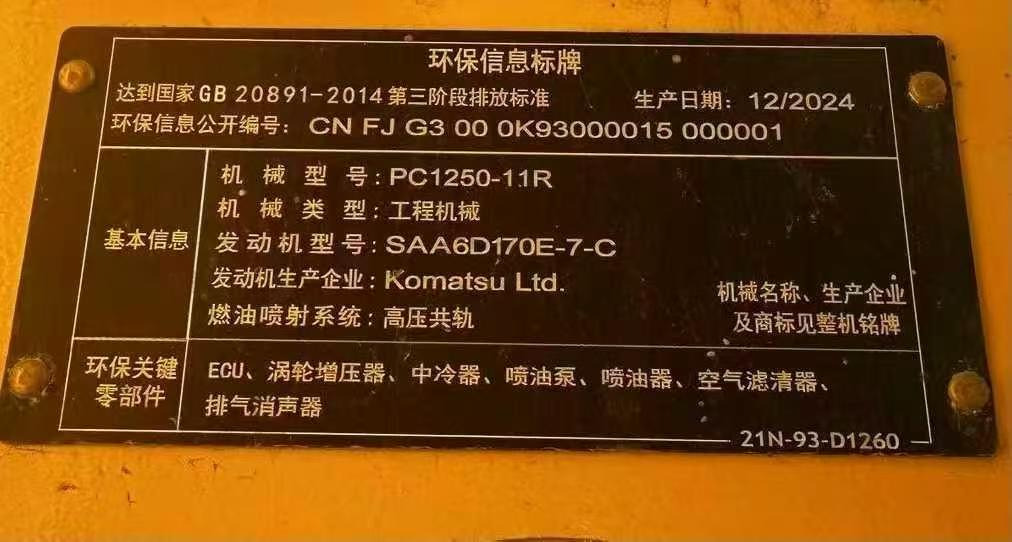 环保信息标牌
达到国家GB 20891-2014第三阶段排放标准 生产日期：12/2024
环保信息公开编号：CN FJ G3 00 0K93000015 000001
基本信息
机械型号：PC1250-11R
机械类型：工程机械
发动机型号：SAA6D170E-7-C
发动机生产企业：Komatsu Ltd.
燃油喷射系统：高压共轨
机械名称、生产企业
及商标见整机铭牌
环保关键
零部件
ECU、涡轮增压器、中冷器、喷油泵、喷油器、空气滤清器、
排气消声器
21N-93-D1260